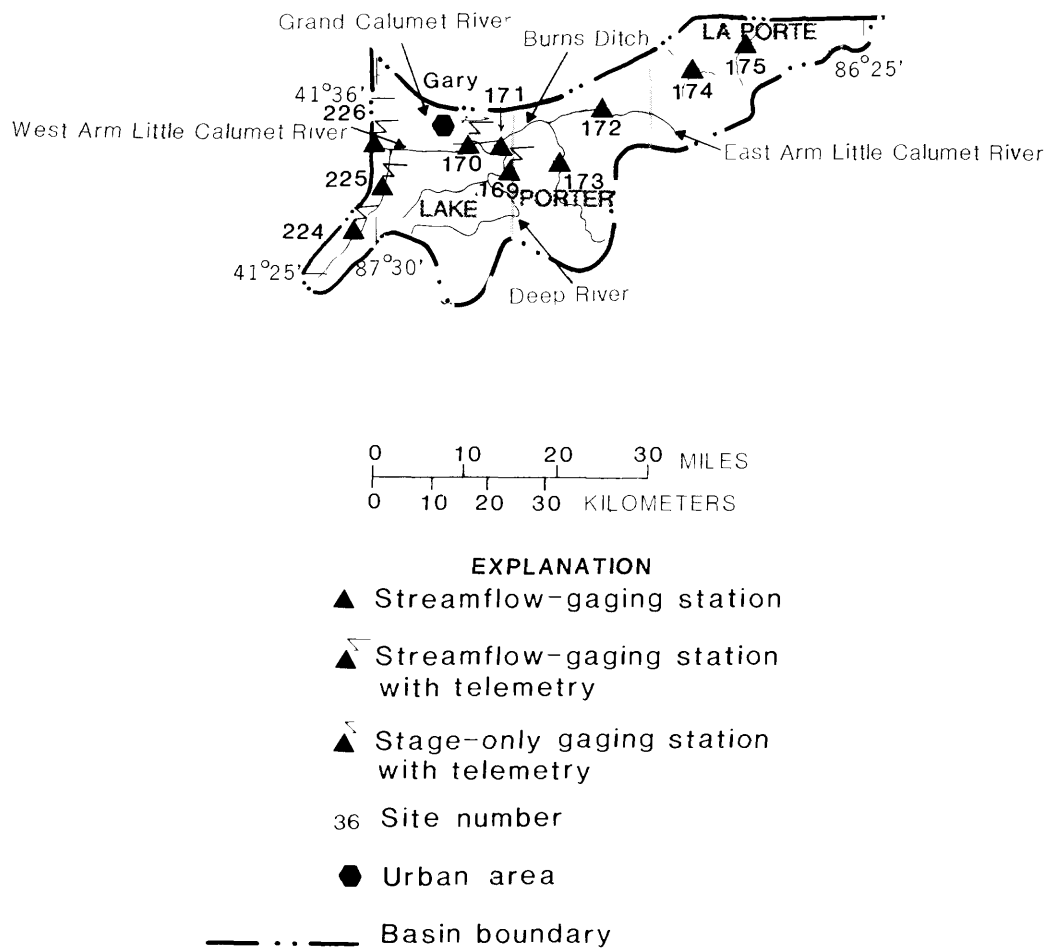 Grand Calumet River
Burns Ditch
LA PORTE
Gary
171
175
86°25'
41°36'
174
226
172
West Arm Little Calumet River
170
East Arm Little Calumet River
225
169
173
PORTER
LAKE
224
41°25'
87°30'
Deep River
0 10 20 30 MILES
0 10 20 30 KILOMETERS
EXPLANATION
Streamflow-gaging station
Streamflow-gaging station
with telemetry
Stage-only gaging station
with telemetry
36 Site number
Urban area
Basin boundary